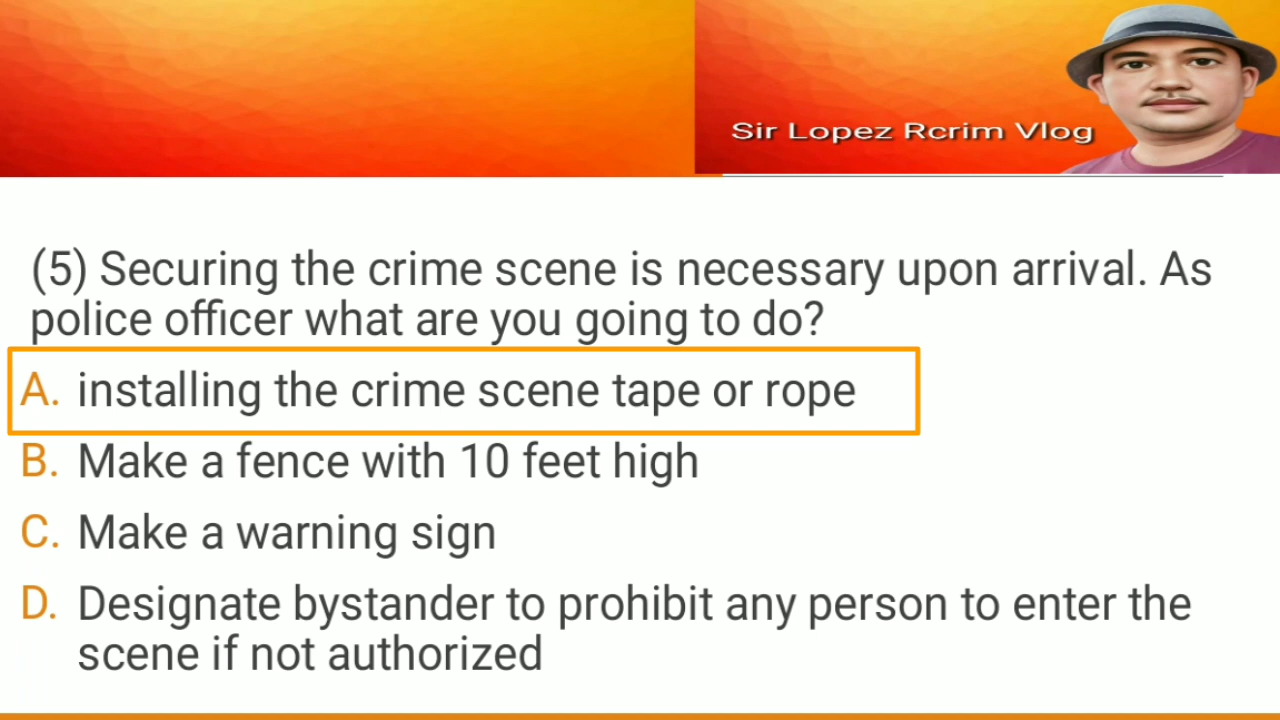 Sir Lopez Rcrim Vlog
(5) Securing the crime scene is necessary upon arrival. As
police officer what are you going to do?
A. installing the crime scene tape or rope
B. Make a fence with 10 feet high
C. Make a warning sign
D. Designate bystander to prohibit any person to enter the
scene if not authorized